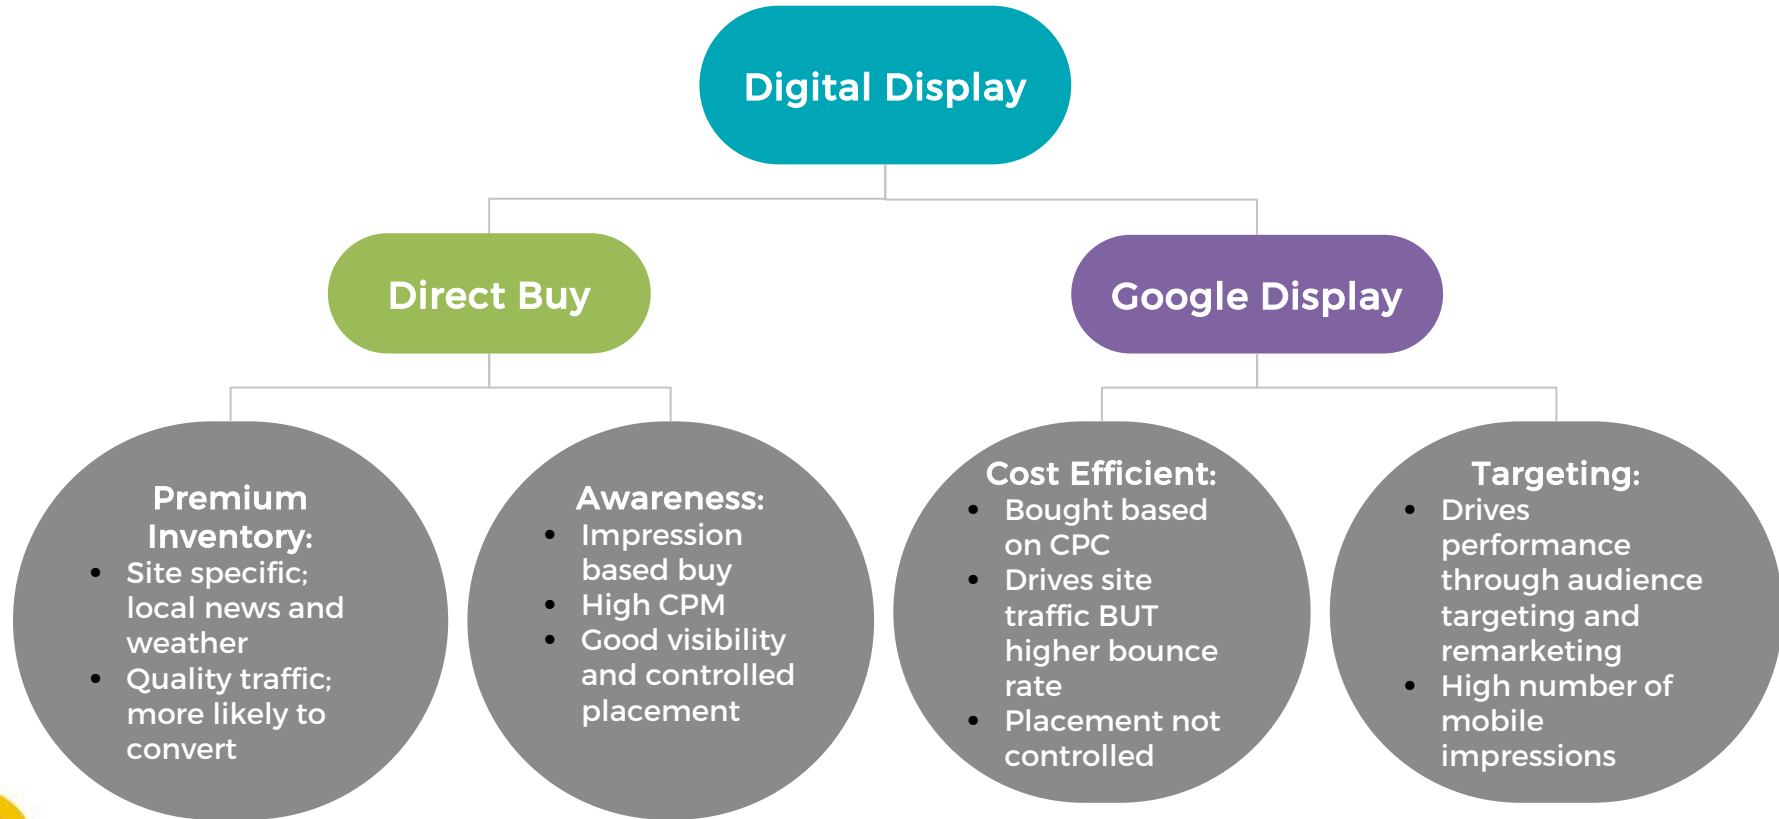 Digital Display
Direct Buy
Google Display
Premium
Inventory:
• Site specific;
local news and
weather
• Quality traffic;
more likely to
convert
Awareness:
• Impression
based buy
• High CPM
• Good visibility
and controlled
placement
Cost Efficient:
• Bought based
on CPC
• Drives site
traffic BUT
higher bounce
rate
• Placement not
controlled
Targeting:
• Drives
performance
through audience
targeting and
remarketing
• High number of
mobile
impressions